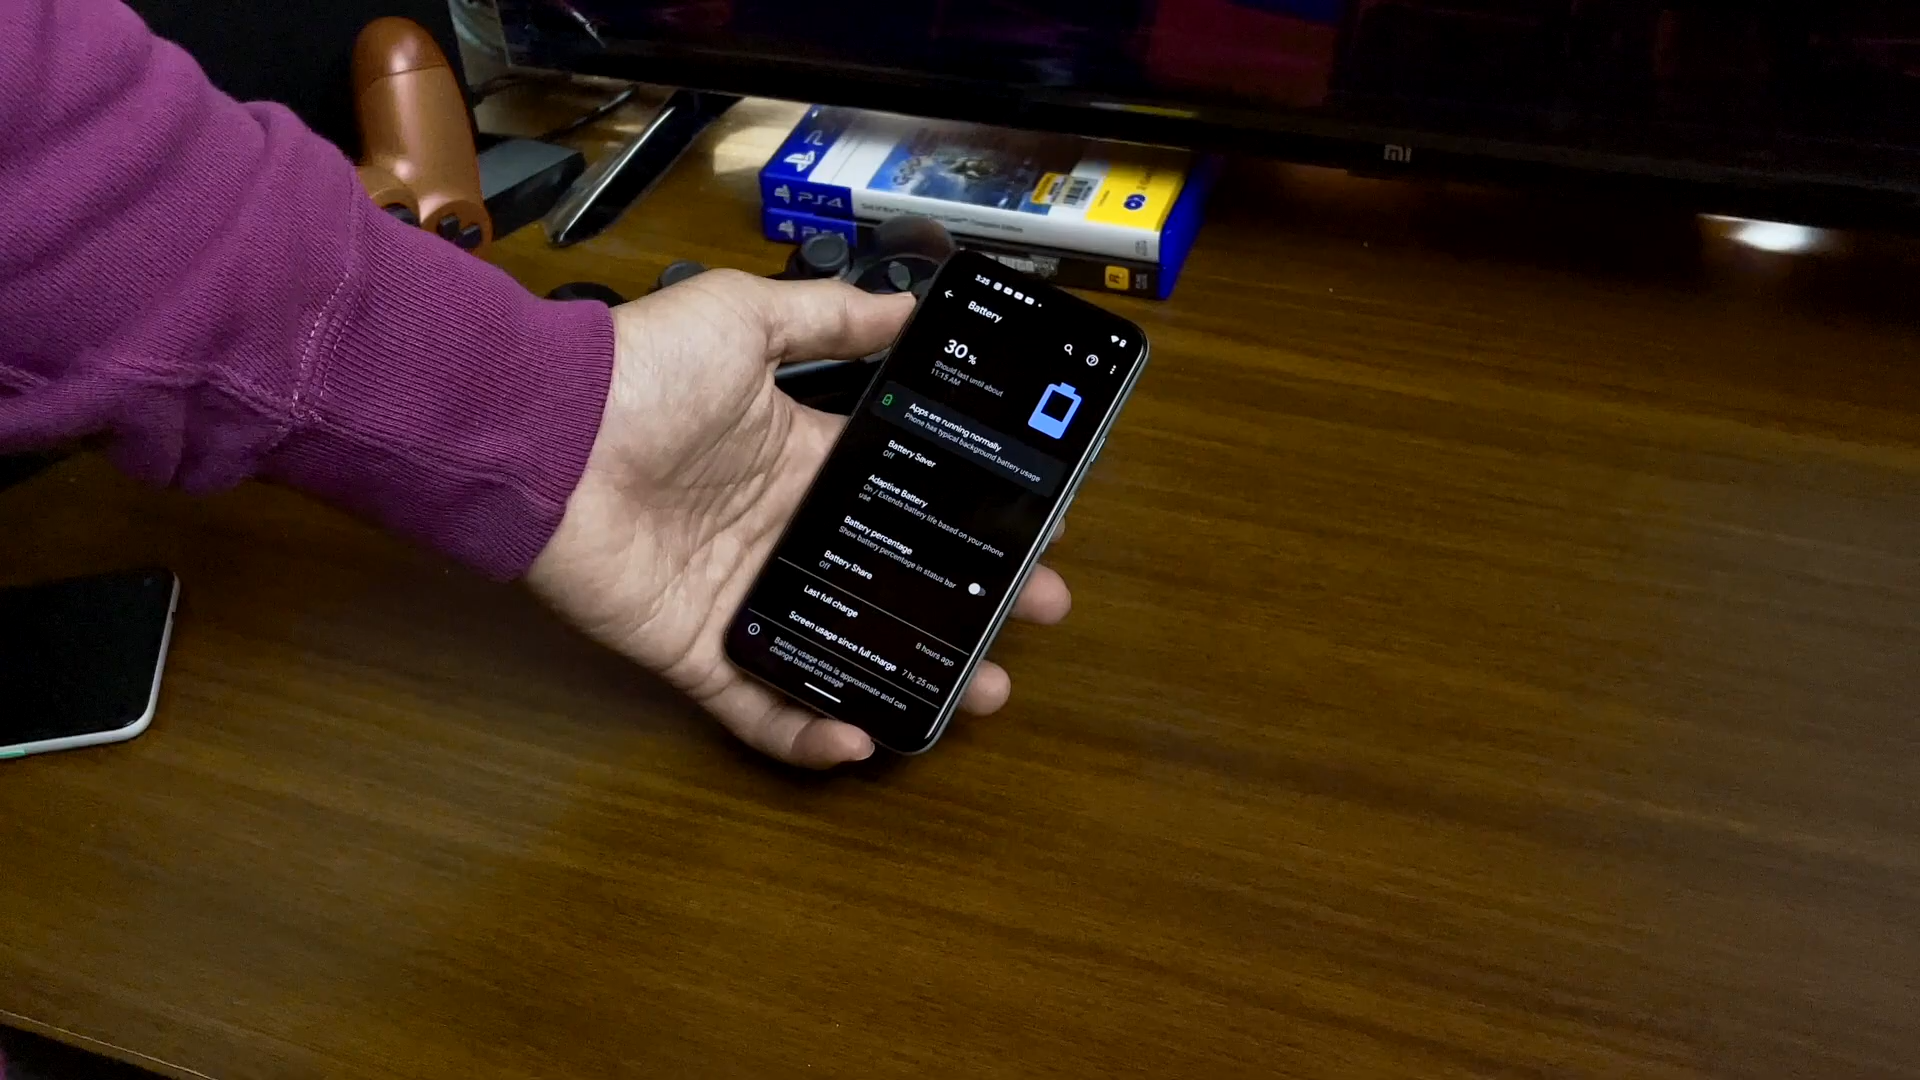 PS4
PS4
3:25
Battery
30 %
Should last until about
11:15 AM
Apps are running normally
Phone has typical background battery usage
Battery Saver
Off
Adaptive Battery
On / Extends battery life based on your phone
use
Battery percentage
Show battery percentage in status bar
Battery Share
Off
Last full charge
8 hours ago
Screen usage since full charge
7 hr, 25 min
Battery usage data is approximate and can
change based on usage